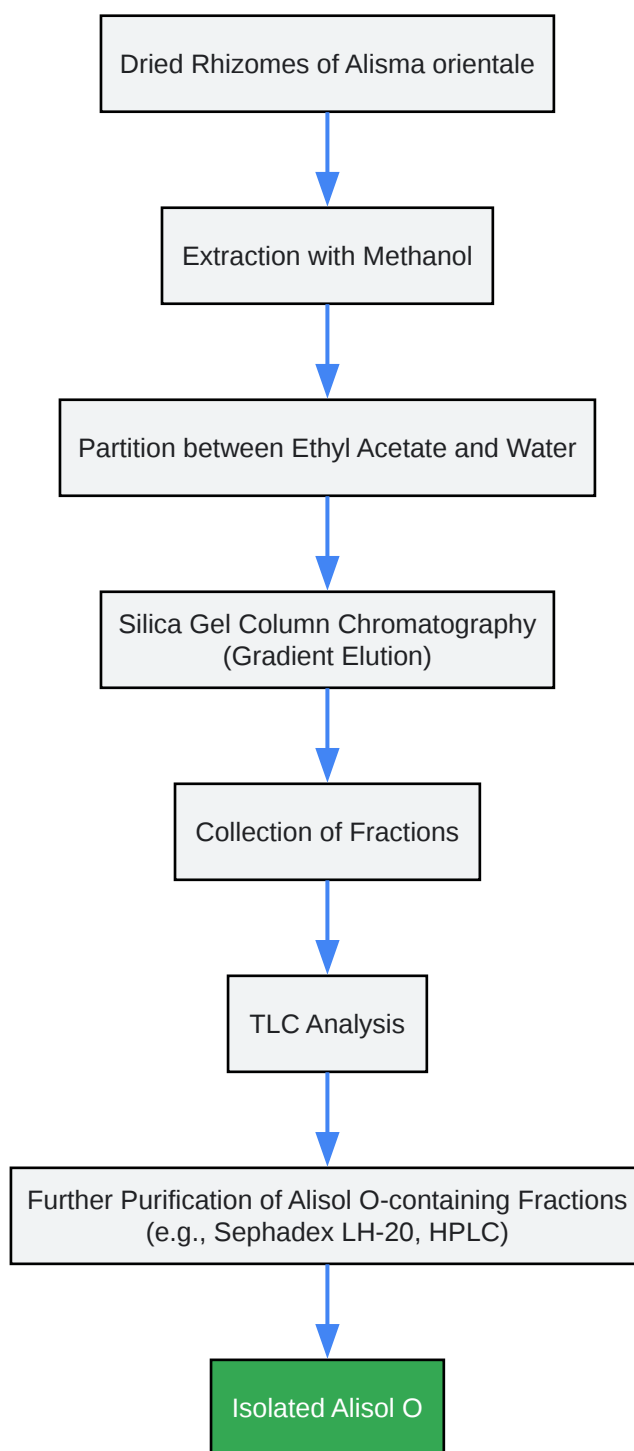 Dried Rhizomes of Alisma orientale
Extraction with Methanol
Partition between Ethyl Acetate and Water
Silica Gel Column Chromatography
(Gradient Elution)
Collection of Fractions
TLC Analysis
Further Purification of Alisol O-containing Fractions
(e.g., Sephadex LH-20, HPLC)
Isolated Alisol O